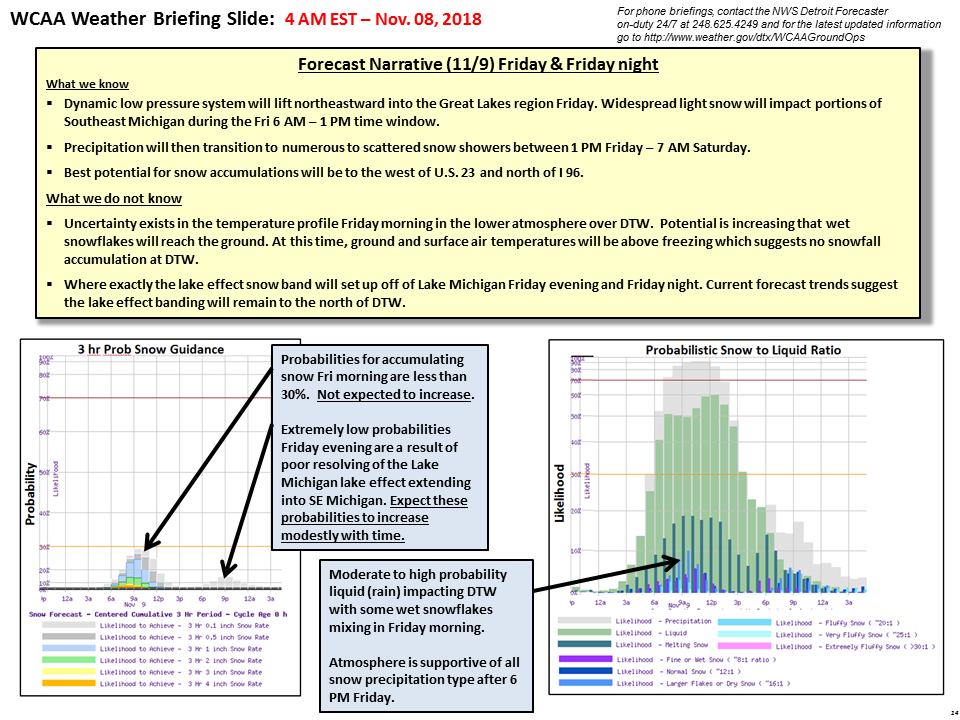 WCAA Weather Briefing Slide: 4 AM EST – Nov. 08, 2018
For phone briefings, contact the NWS Detroit Forecaster
on-duty 24/7 at 248.625.4249 and for the latest updated information
go to http://www.weather.gov/dtx/WCAAGroundOps
Forecast Narrative (11/9) Friday & Friday night
What we know
▪ Dynamic low pressure system will lift northeastward into the Great Lakes region Friday. Widespread light snow will impact portions of
Southeast Michigan during the Fri 6 AM – 1 PM time window.
▪ Precipitation will then transition to numerous to scattered snow showers between 1 PM Friday – 7 AM Saturday.
▪ Best potential for snow accumulations will be to the west of U.S. 23 and north of I 96.
What we do not know
▪ Uncertainty exists in the temperature profile Friday morning in the lower atmosphere over DTW. Potential is increasing that wet
snowflakes will reach the ground. At this time, ground and surface air temperatures will be above freezing which suggests no snowfall
accumulation at DTW.
▪ Where exactly the lake effect snow band will set up off of Lake Michigan Friday evening and Friday night. Current forecast trends suggest
the lake effect banding will remain to the north of DTW.
3 hr Prob Snow Guidance
90%
80%
70%
60%
50%
40%
30%
20%
10%
Probability
Likelihood
12a 3a 6a 9a 12p 3p 6p 9p 12a 3a
Nov 9
Snow Forecast - Centered Cumulative 3 Hr Period - Cycle Age 0 h
Likelihood to Achieve - 3 Hr 0.1 inch Snow Rate
Likelihood to Achieve - 3 Hr 0.5 inch Snow Rate
Likelihood to Achieve - 3 Hr 1 inch Snow Rate
Likelihood to Achieve - 3 Hr 2 inch Snow Rate
Likelihood to Achieve - 3 Hr 3 inch Snow Rate
Likelihood to Achieve - 3 Hr 4 inch Snow Rate
Probabilities for accumulating
snow Fri morning are less than
30%. Not expected to increase.
Extremely low probabilities
Friday evening are a result of
poor resolving of the Lake
Michigan lake effect extending
into SE Michigan. Expect these
probabilities to increase
modestly with time.
Moderate to high probability
liquid (rain) impacting DTW
with some wet snowflakes
mixing in Friday morning.
Atmosphere is supportive of all
snow precipitation type after 6
PM Friday.
Probabilistic Snow to Liquid Ratio
90%
80%
70%
60%
50%
40%
30%
20%
10%
0%
Likelihood
Likelihood
12a 3a 6a 9a 12p 3p 6p 9p 12a 3a
Nov 9
Likelihood - Precipitation
Likelihood - Liquid
Likelihood - Melting Snow
Likelihood - Fluffy Snow ( ~20:1 )
Likelihood - Very Fluffy Snow ( ~25:1 )
Likelihood - Extremely Fluffy Snow ( >30:1 )
Likelihood - Fine or Wet Snow ( ~8:1 ratio )
Likelihood - Normal Snow ( ~12:1 )
Likelihood - Larger Flakes or Dry Snow ( ~16:1 )
14